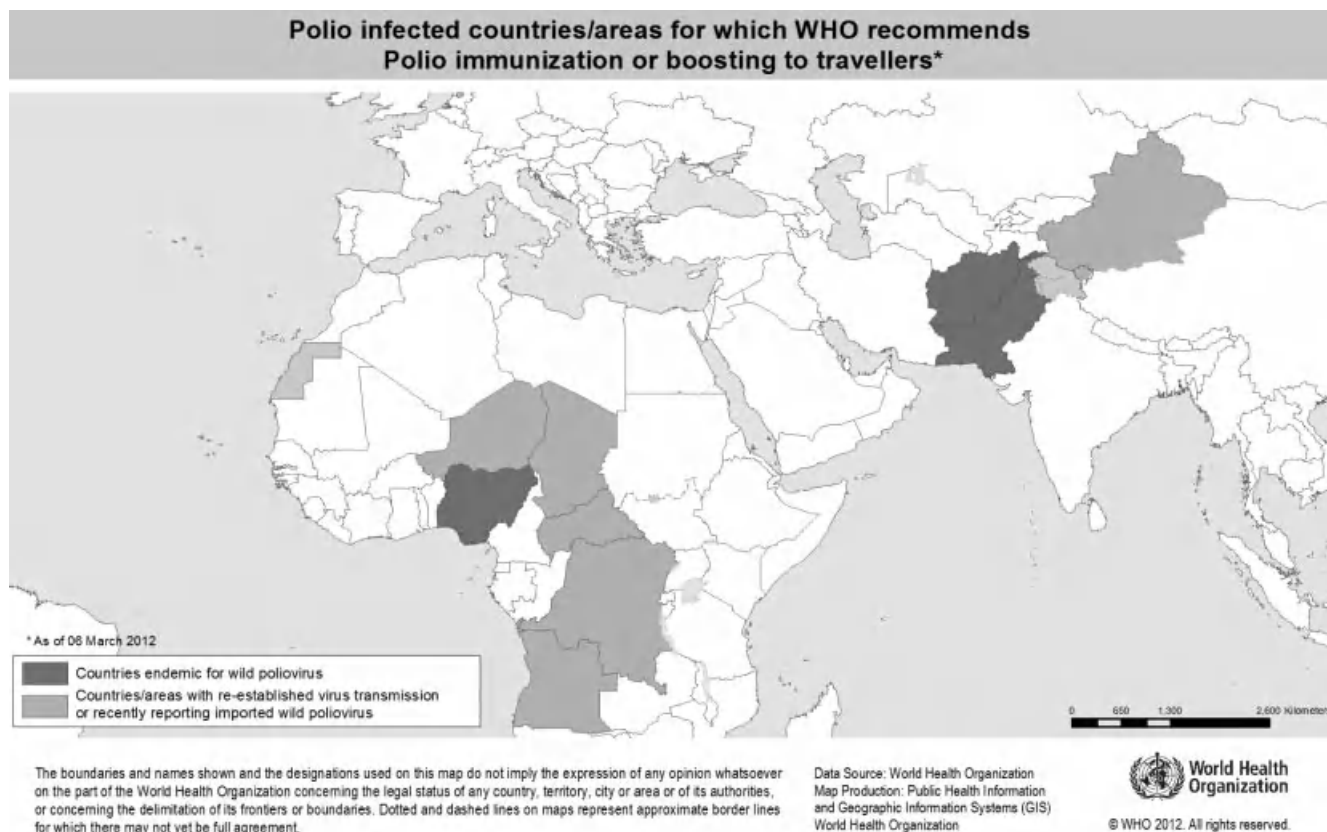 Polio infected countries/areas for which WHO recommends
Polio immunization or boosting to travellers*
* As of 06 March 2012
Countries endemic for wild poliovirus
Countries/areas with re-established virus transmission
or recently reporting imported wild poliovirus
0 650 1,300 2,600 Kilometer
The boundaries and names shown and the designations used on this map do not imply the expression of any opinion whatsoever
on the part of the World Health Organization concerning the legal status of any country, territory, city or area or of its authorities,
or concerning the delimitation of its frontiers or boundaries. Dotted and dashed lines on maps represent approximate border lines
for which there may not yet be full agreement.
Data Source: World Health Organization
Map Production: Public Health Information
and Geographic Information Systems (GIS)
World Health Organization
World Health
Organization
© WHO 2012. All rights reserved.